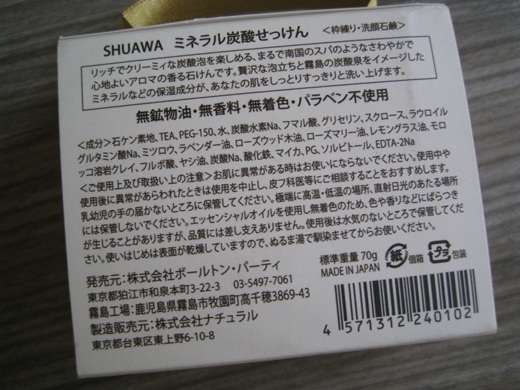 SHUAWA ミネラル炭酸せっけん <枠練り・洗顔石鹸>
リッチでクリーミィな炭酸泡を楽しめる、まるで南国のスパのようなさわやかで
心地よいアロマの香る石けんです。贅沢な泡立ちと霧島の炭酸泉をイメージした
ミネラルなどの保湿成分が、あなたの肌をしっとりすっきりと洗い上げます。
無鉱物油・無香料・無着色・パラベン不使用
<成分>石ケン素地、TEA、PEG-150、水、炭酸水素Na、フマル酸、グリセリン、スクロース、ラウロイル
グルタミン酸Na、ミツロウ、ラベンダー油、ローズウッド木油、ローズマリー油、レモングラス油、モロ
ッコ溶岩クレイ、フルボ酸、ヤシ油、炭酸Na、酸化鉄、マイカ、PG、ソルビトール、EDTA-2Na
<ご使用上及び取扱い上の注意>お肌に異常がある時はお使いにならないでください。使用中や
使用後に異常があらわれたときは使用を中止し、皮フ科医等にご相談することをおすすめします。
乳幼児の手の届かないところに保管してください。極端に高温・低温の場所、直射日光のあたる場所
には保管しないでください。エッセンシャルオイルを使用し無着色のため、色や香りなどにばらつき
が生じることがありますが、品質には差し支えありません。使用後は水気のないところで保管してくだ
さい。使いはじめは表面が乾燥していますので、ぬるま湯で馴染ませてからお使いください。
発売元：株式会社ポールトン・パーティ
東京都狛江市和泉本町3-22-3 03-5497-7061
霧島工場：鹿児島県霧島市牧園町高千穂3869-43
製造販売元：株式会社ナチュラル
東京都台東区東上野6-10-8
標準重量 70g
MADE IN JAPAN
紙 個箱
プラ 包装
4 571312 240102